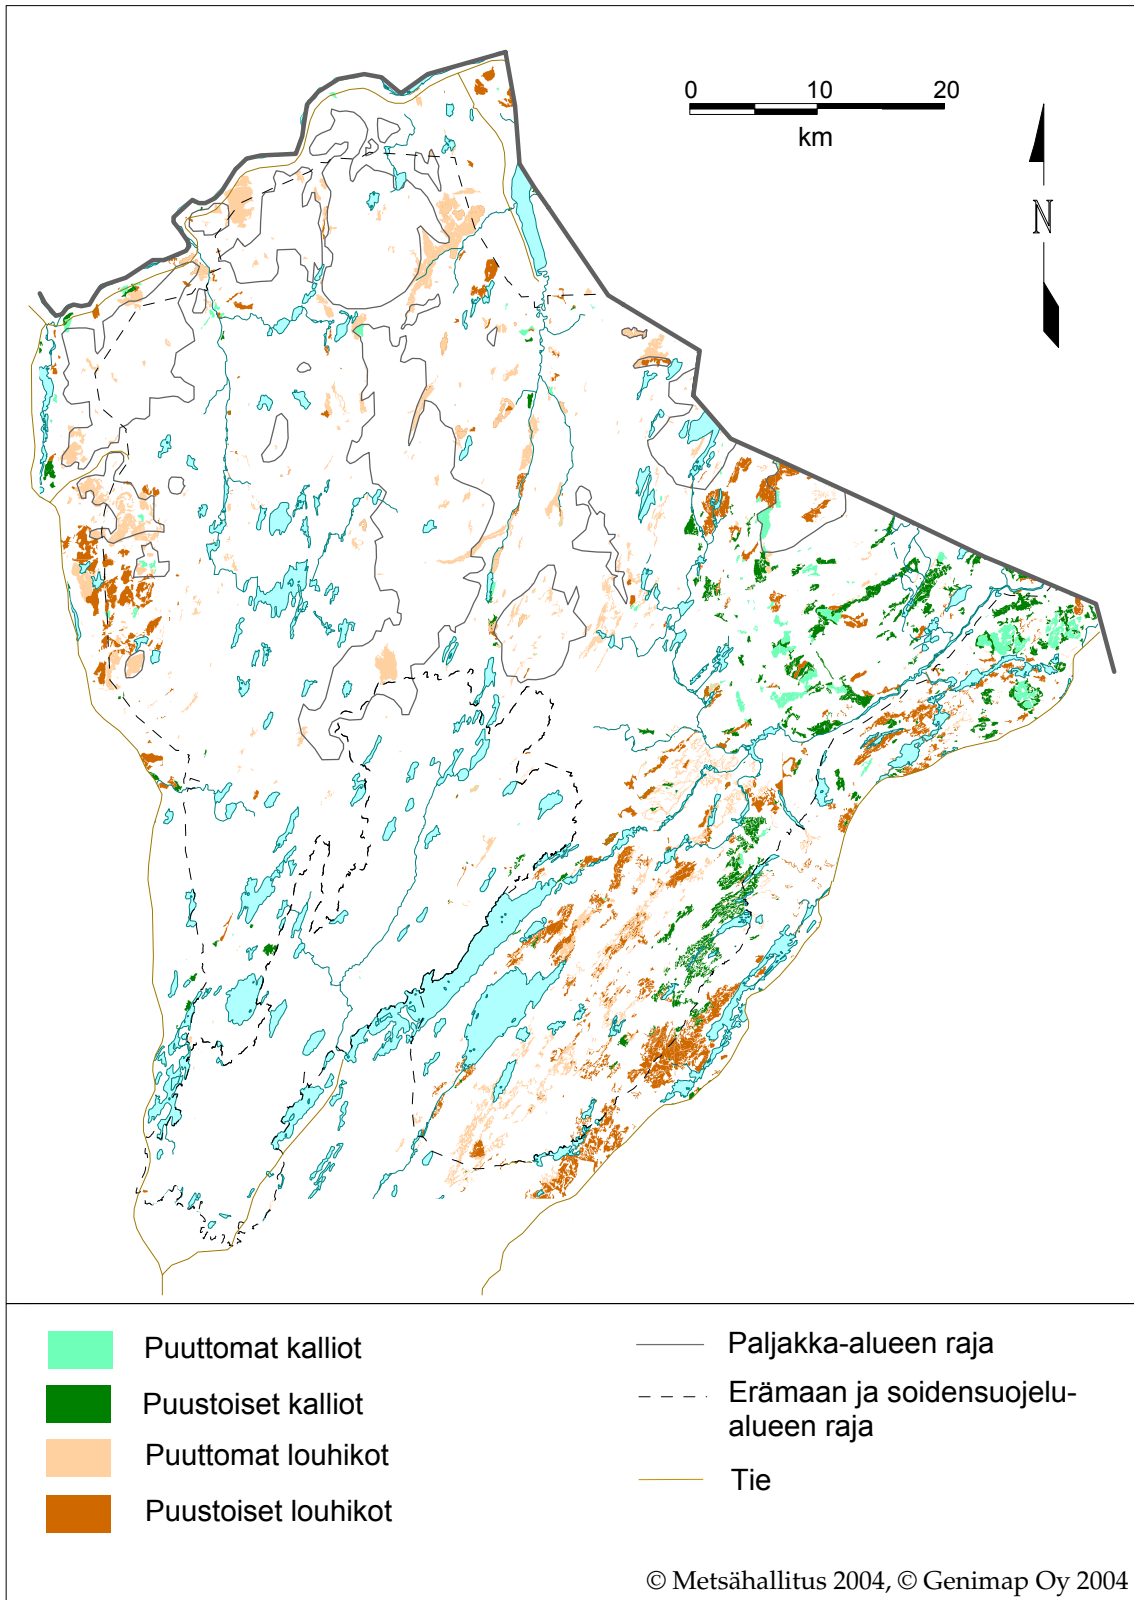 0 10 20
km
N
Puuttomat kalliot
Puustoiset kalliot
Puuttomat louhikot
Puustoiset louhikot
Paljakka-alueen raja
Erämaan ja soidensuojelu-
alueen raja
Tie
© Metsähallitus 2004, © Genimap Oy 2004